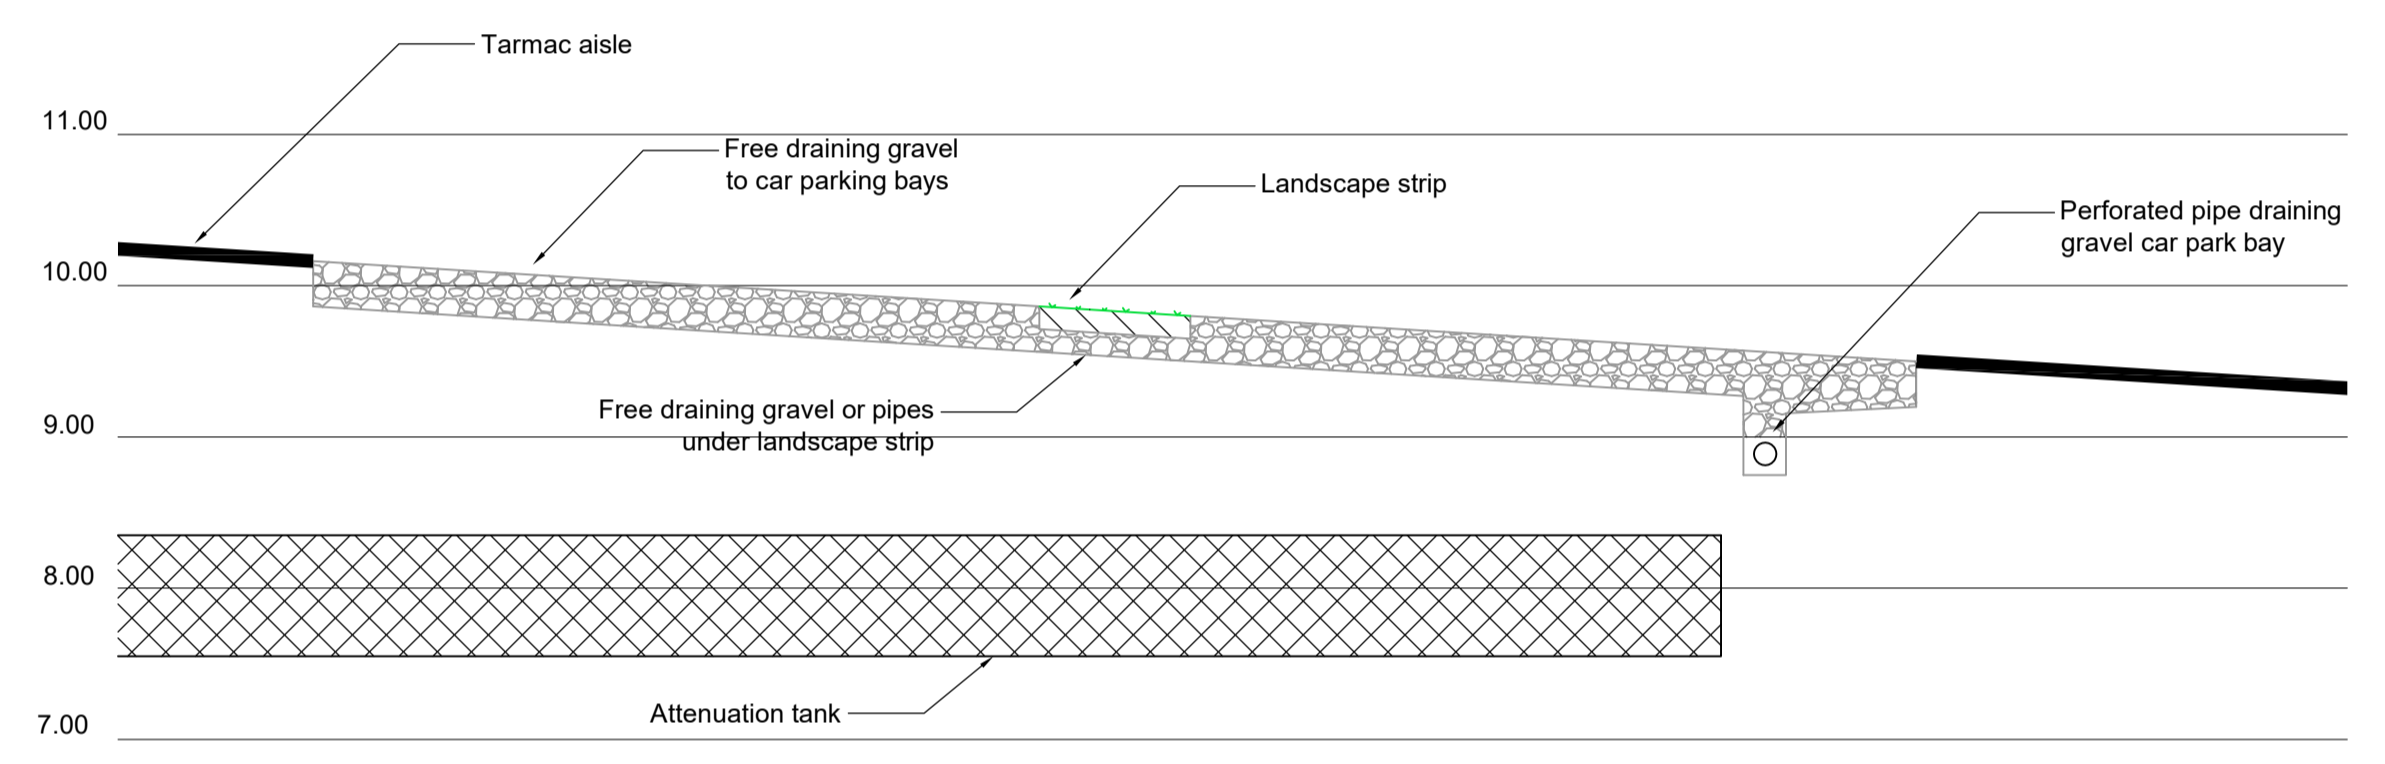 Tarmac aisle
11.00
Free draining gravel
to car parking bays
Landscape strip
Perforated pipe draining
gravel car park bay
10.00
Free draining gravel or pipes
under landscape strip
9.00
8.00
Attenuation tank
7.00